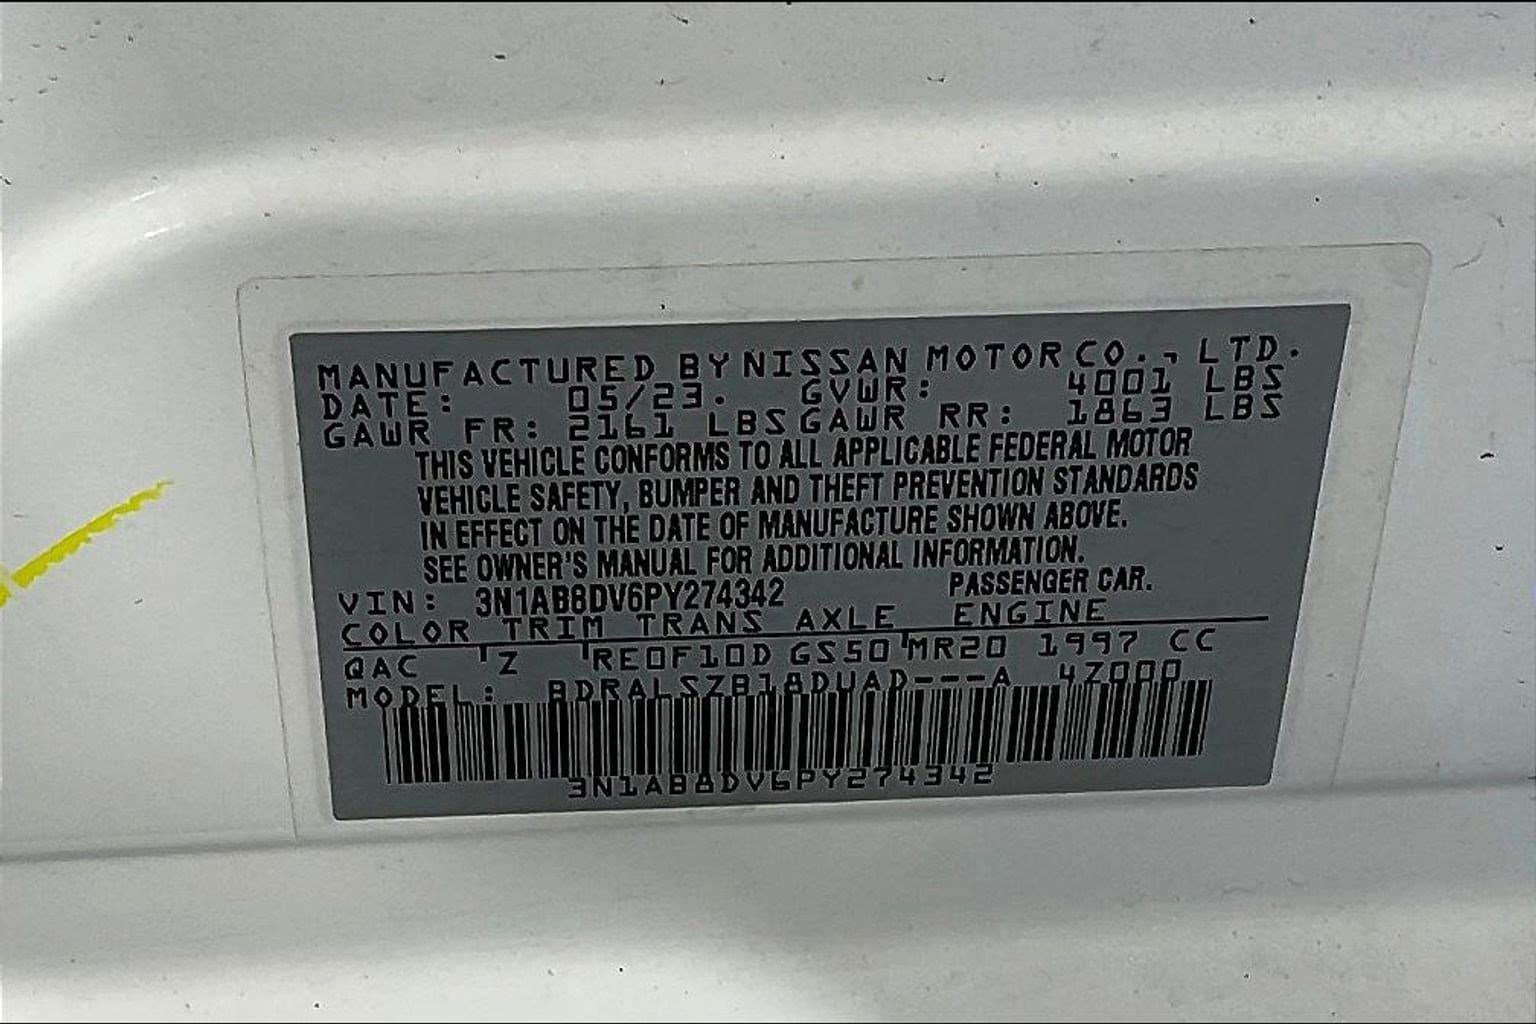 MANUFACTURED BY NISSAN MOTOR CO., LTD.
DATE: 05/23. GVWR: 4001 LBS
GAWR FR: 2161 LBS GAWR RR: 1863 LBS
THIS VEHICLE CONFORMS TO ALL APPLICABLE FEDERAL MOTOR
VEHICLE SAFETY, BUMPER AND THEFT PREVENTION STANDARDS
IN EFFECT ON THE DATE OF MANUFACTURE SHOWN ABOVE.
SEE OWNER'S MANUAL FOR ADDITIONAL INFORMATION.
VIN: 3N1AB8DV6PY274342 PASSENGER CAR.
COLOR TRIM TRANS AXLE ENGINE
QAC Z RE0F10D GS50 MR20 1997 CC
MODEL: BDRALSZB18DUAD---A 4Z000
3N1AB8DV6PY274342